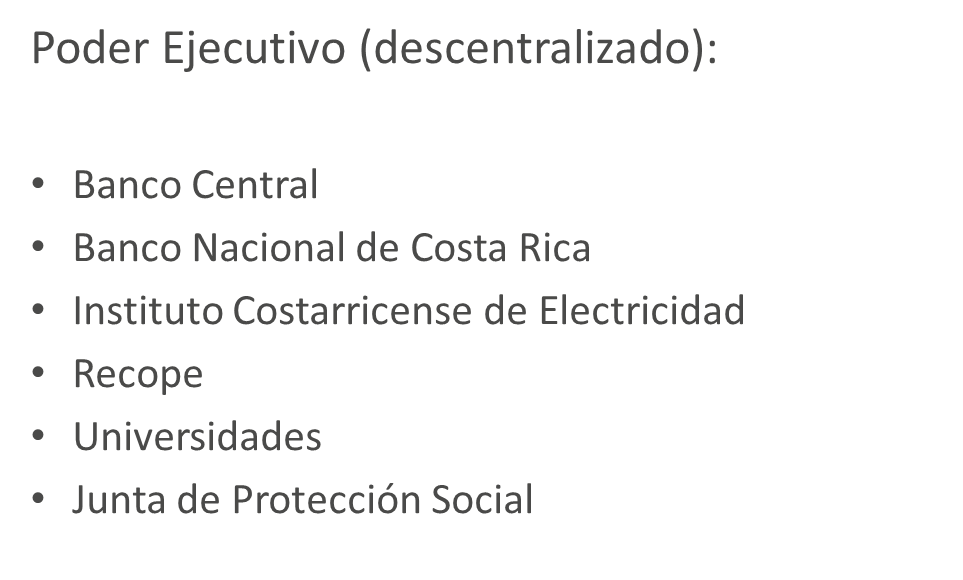 Poder Ejecutivo (descentralizado):
• Banco Central
• Banco Nacional de Costa Rica
• Instituto Costarricense de Electricidad
• Recope
• Universidades
• Junta de Protección Social